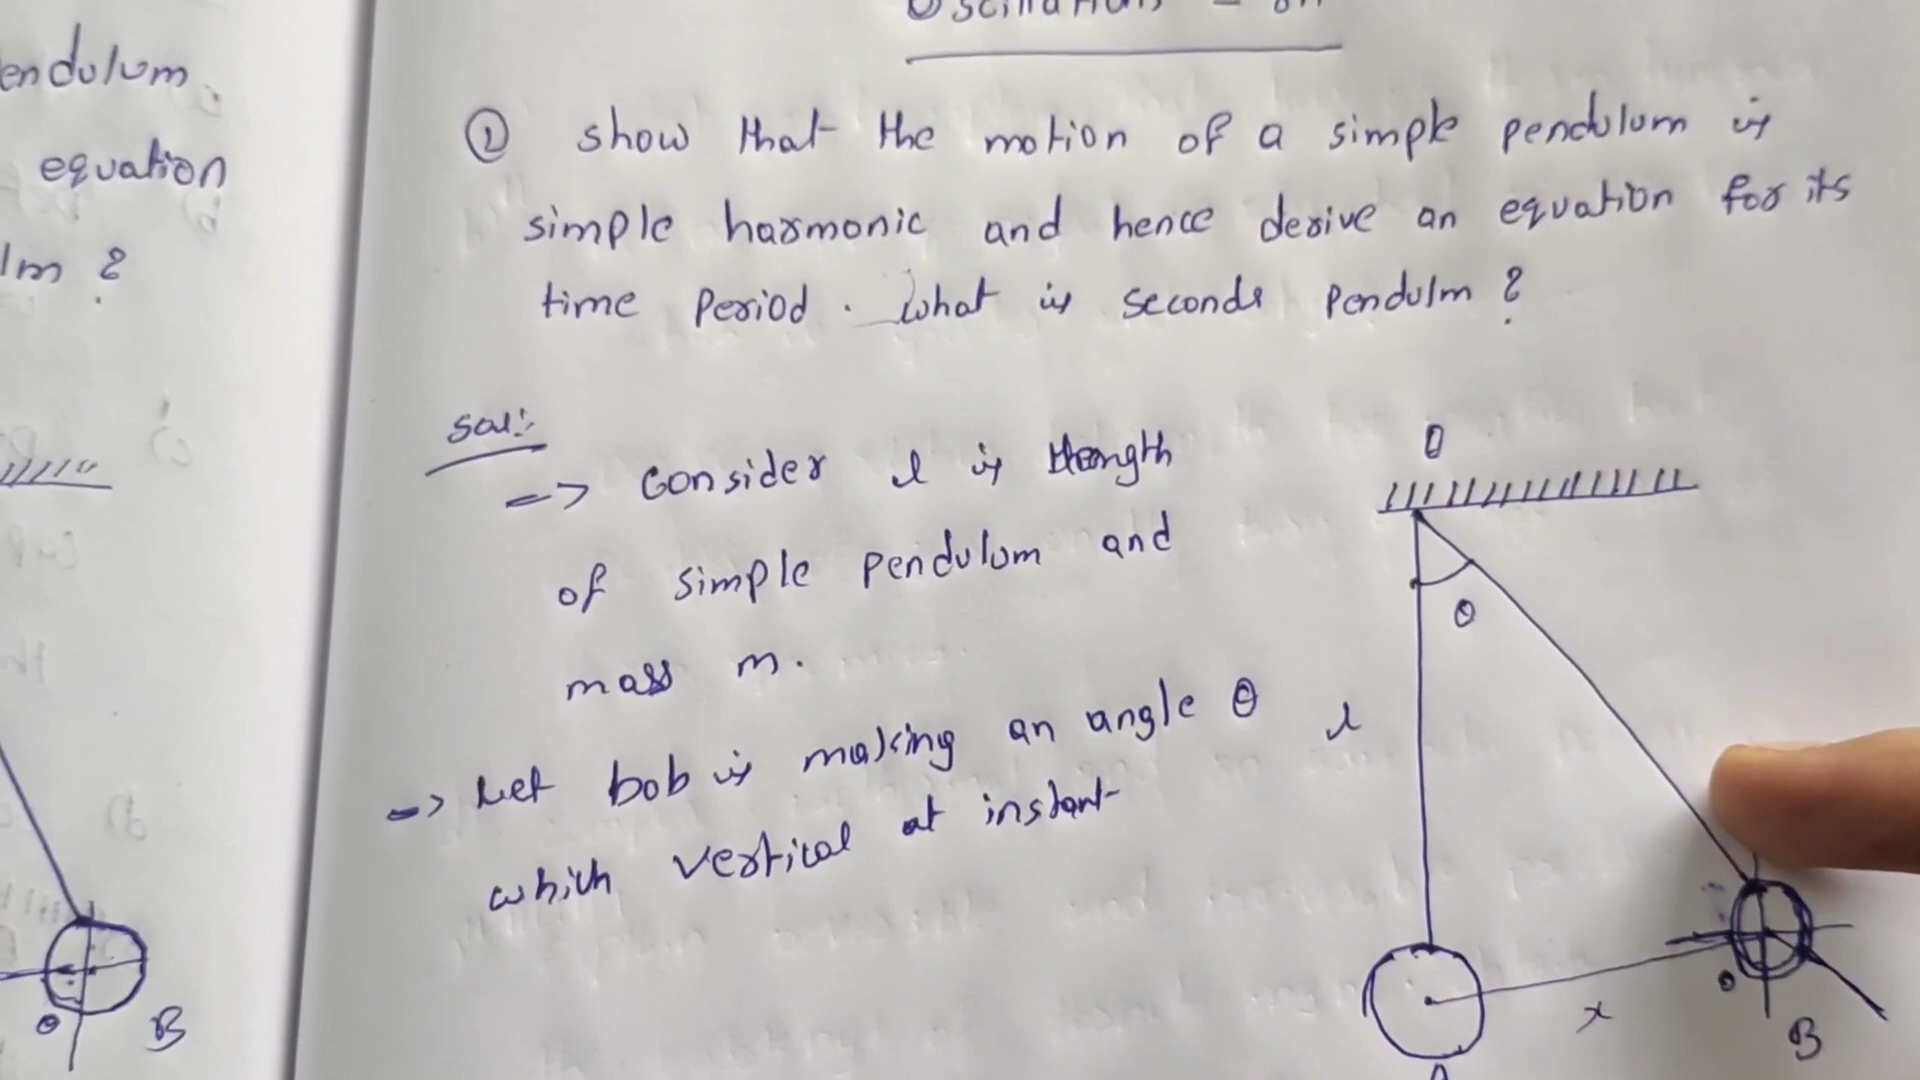 endulum.
equation
lm ?
① show that the motion of a simple pendulum is
simple harmonic and hence derive an equation for its
time period. What is seconds pendulm ?
Sol:
=> Consider l is
of simple pendulum and
mass m.
=> Let bob is making an angle θ
which vertical at instant
O
θ
l
x
θ
B
A
θ
B